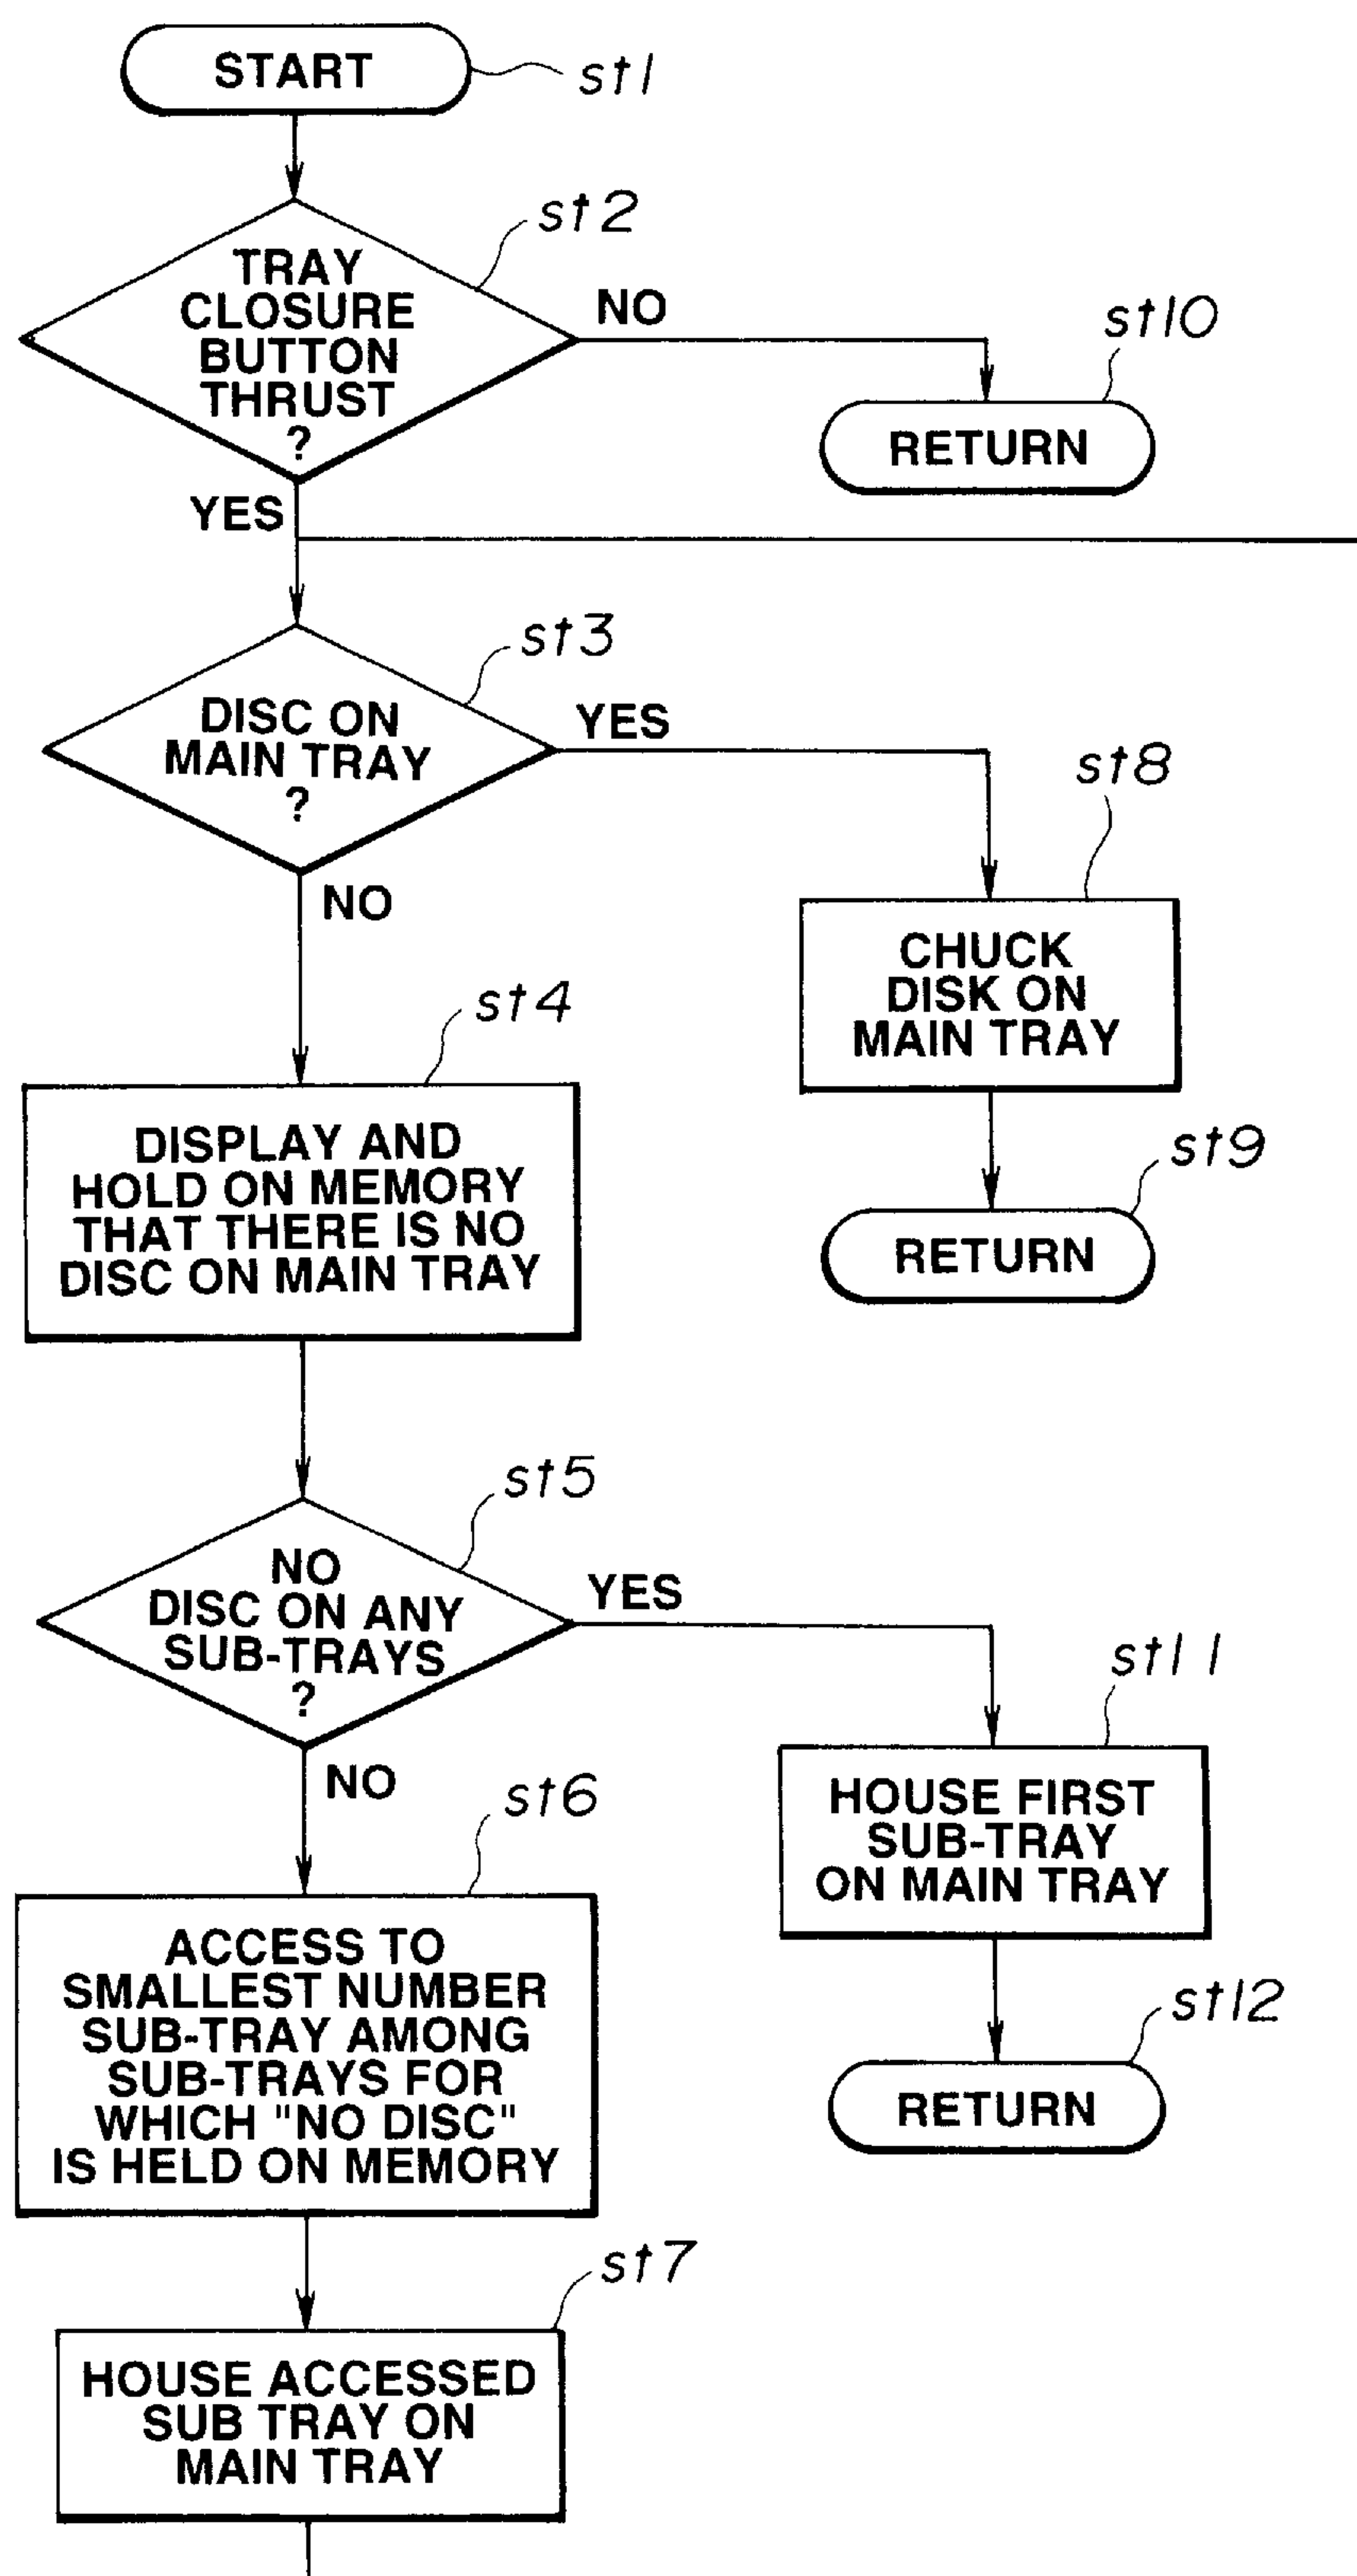 START
st1
st2
TRAY
CLOSURE
BUTTON
THRUST
?
NO
st10
RETURN
YES
st3
DISC ON
MAIN TRAY
?
YES
st8
NO
CHUCK
DISK ON
MAIN TRAY
st4
DISPLAY AND
HOLD ON MEMORY
THAT THERE IS NO
DISC ON MAIN TRAY
st9
RETURN
st5
NO
DISC ON ANY
SUB-TRAYS
?
YES
st11
NO
HOUSE FIRST
SUB-TRAY
ON MAIN TRAY
st6
ACCESS TO
SMALLEST NUMBER
SUB-TRAY AMONG
SUB-TRAYS FOR
WHICH "NO DISC"
IS HELD ON MEMORY
st12
RETURN
st7
HOUSE ACCESSED
SUB TRAY ON
MAIN TRAY